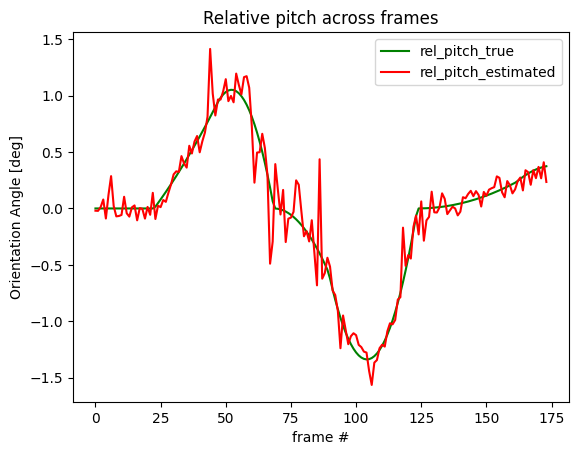 Relative pitch across frames
rel_pitch_true
rel_pitch_estimated
Orientation Angle [deg]
1.5
1.0
0.5
0.0
−0.5
−1.0
−1.5
0 25 50 75 100 125 150 175
frame #